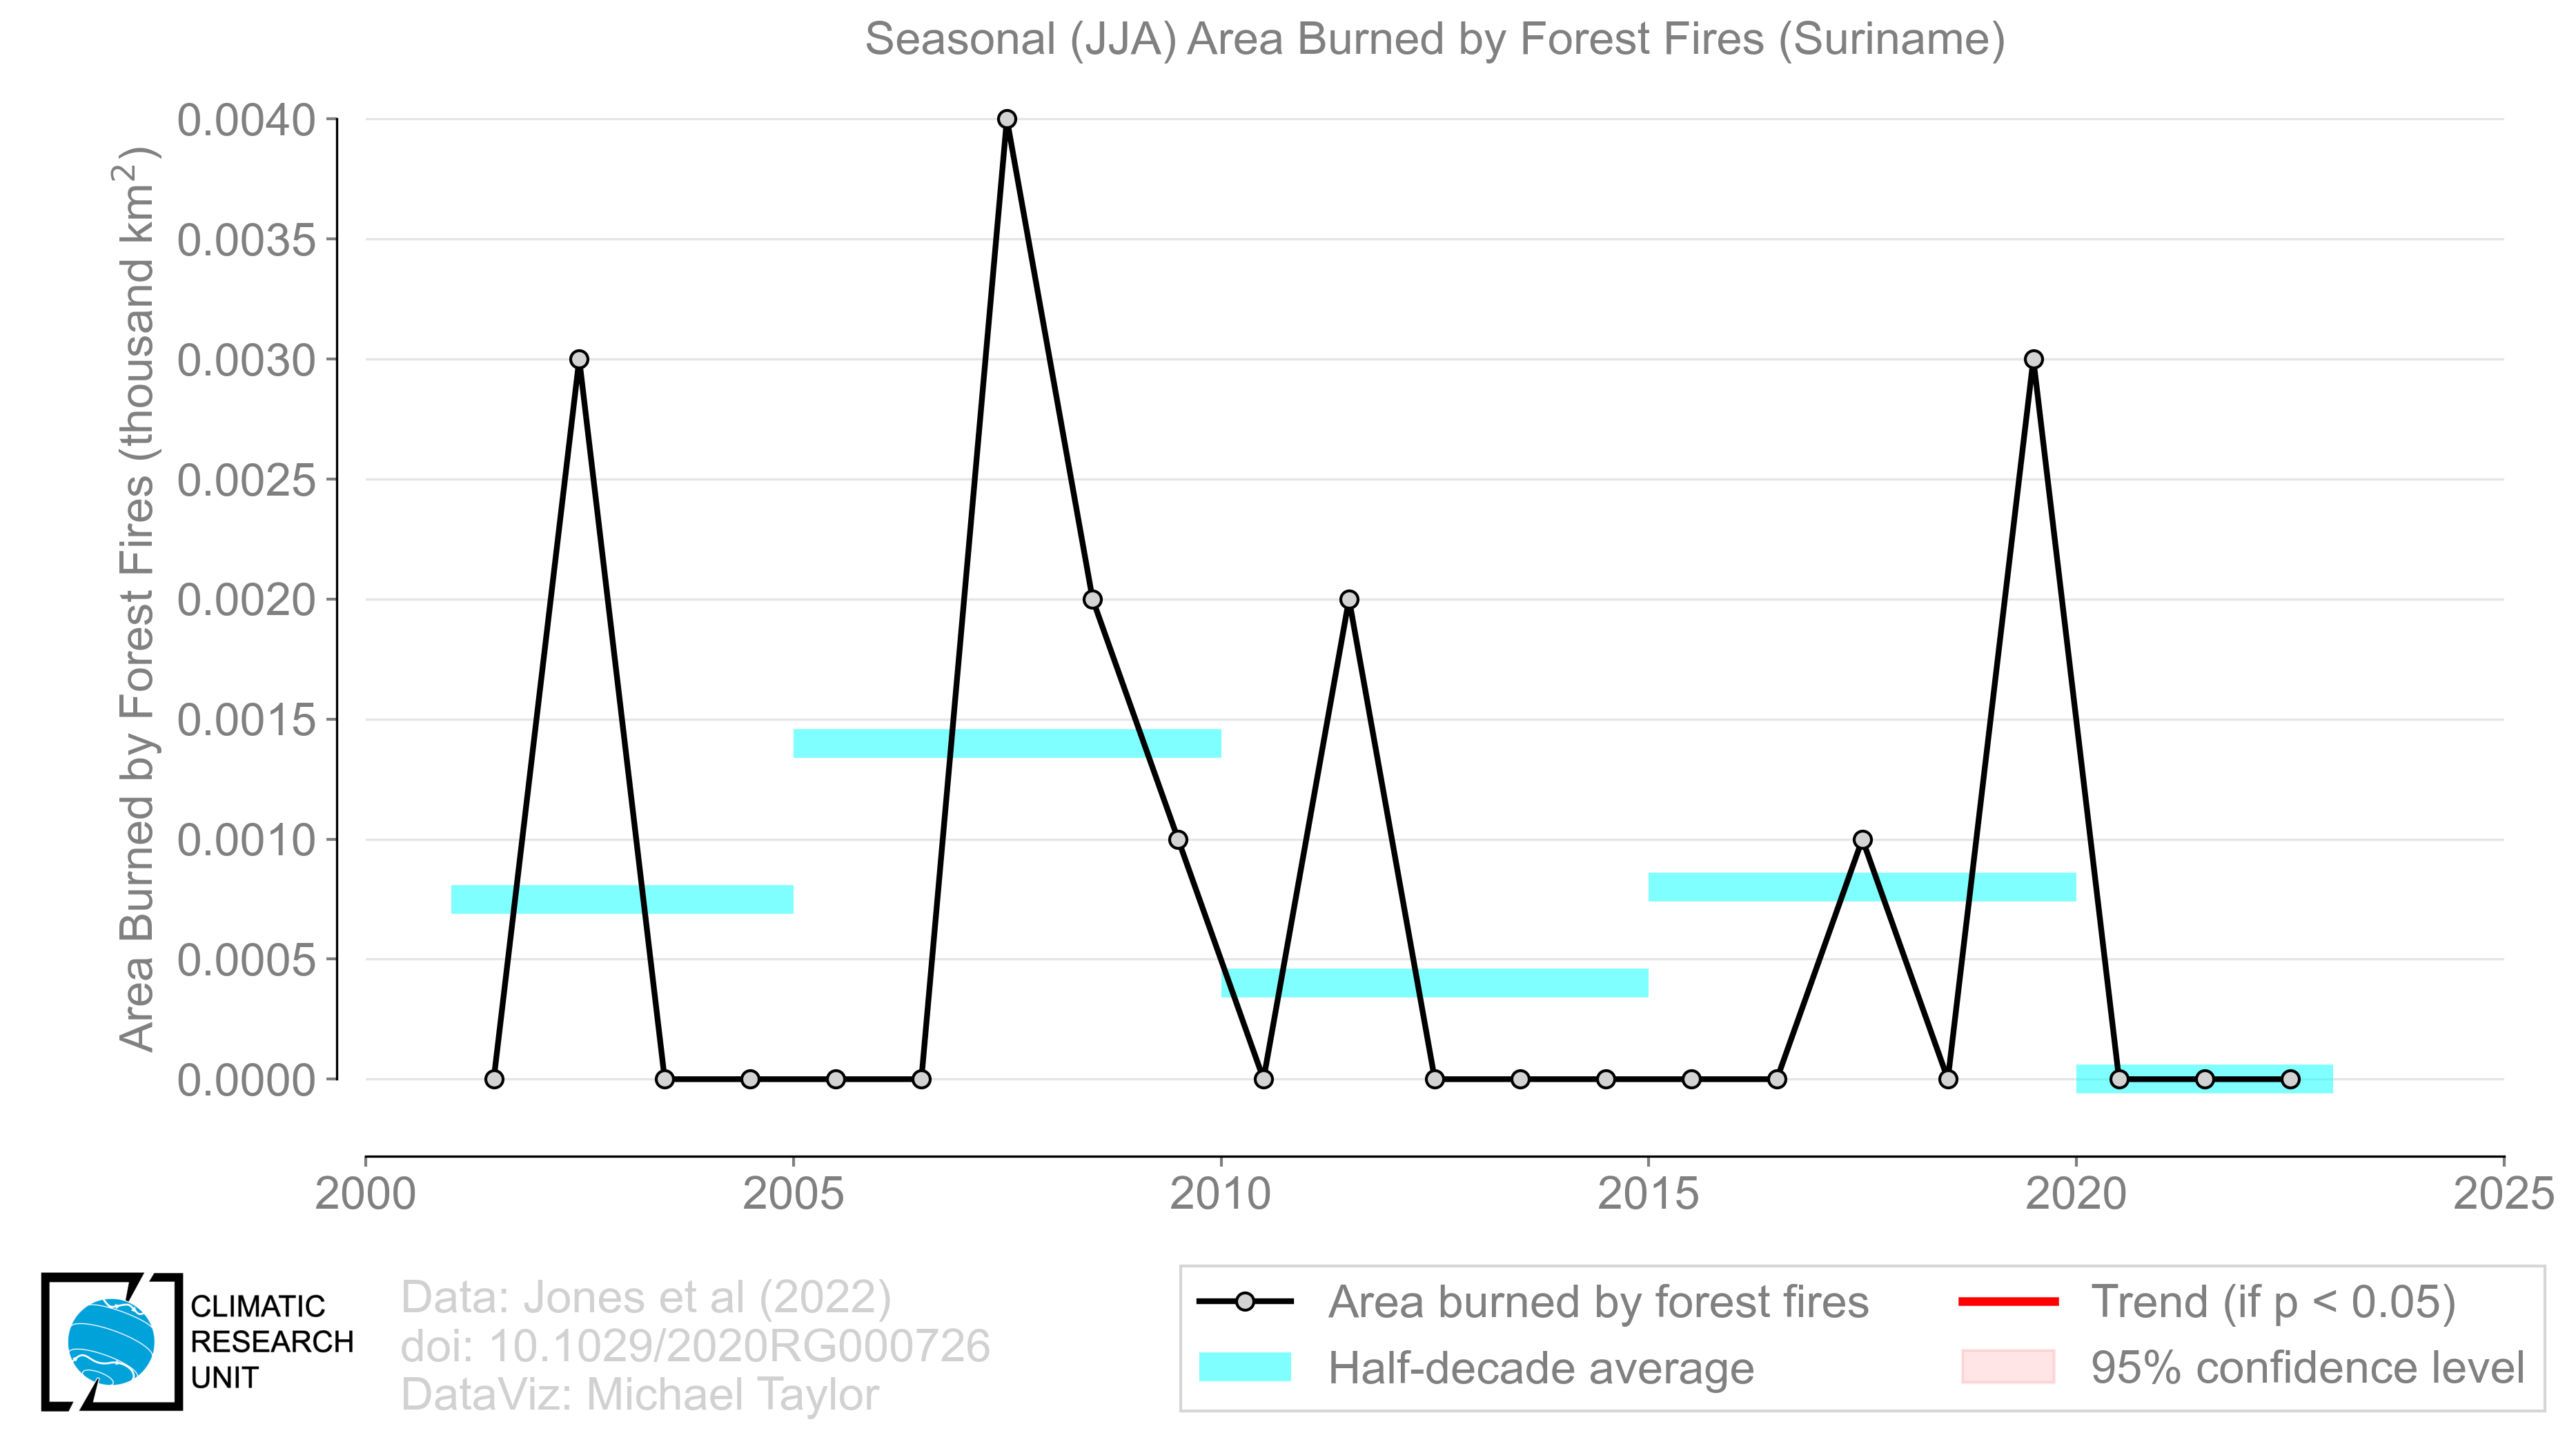 Seasonal (JJA) Area Burned by Forest Fires (Suriname)
Area Burned by Forest Fires (thousand km²)
0.0040
0.0035
0.0030
0.0025
0.0020
0.0015
0.0010
0.0005
0.0000
2000 2005 2010 2015 2020 2025
CLIMATIC
RESEARCH
UNIT
Data: Jones et al (2022)
doi: 10.1029/2020RG000726
DataViz: Michael Taylor
Area burned by forest fires
Half-decade average
Trend (if p < 0.05)
95% confidence level